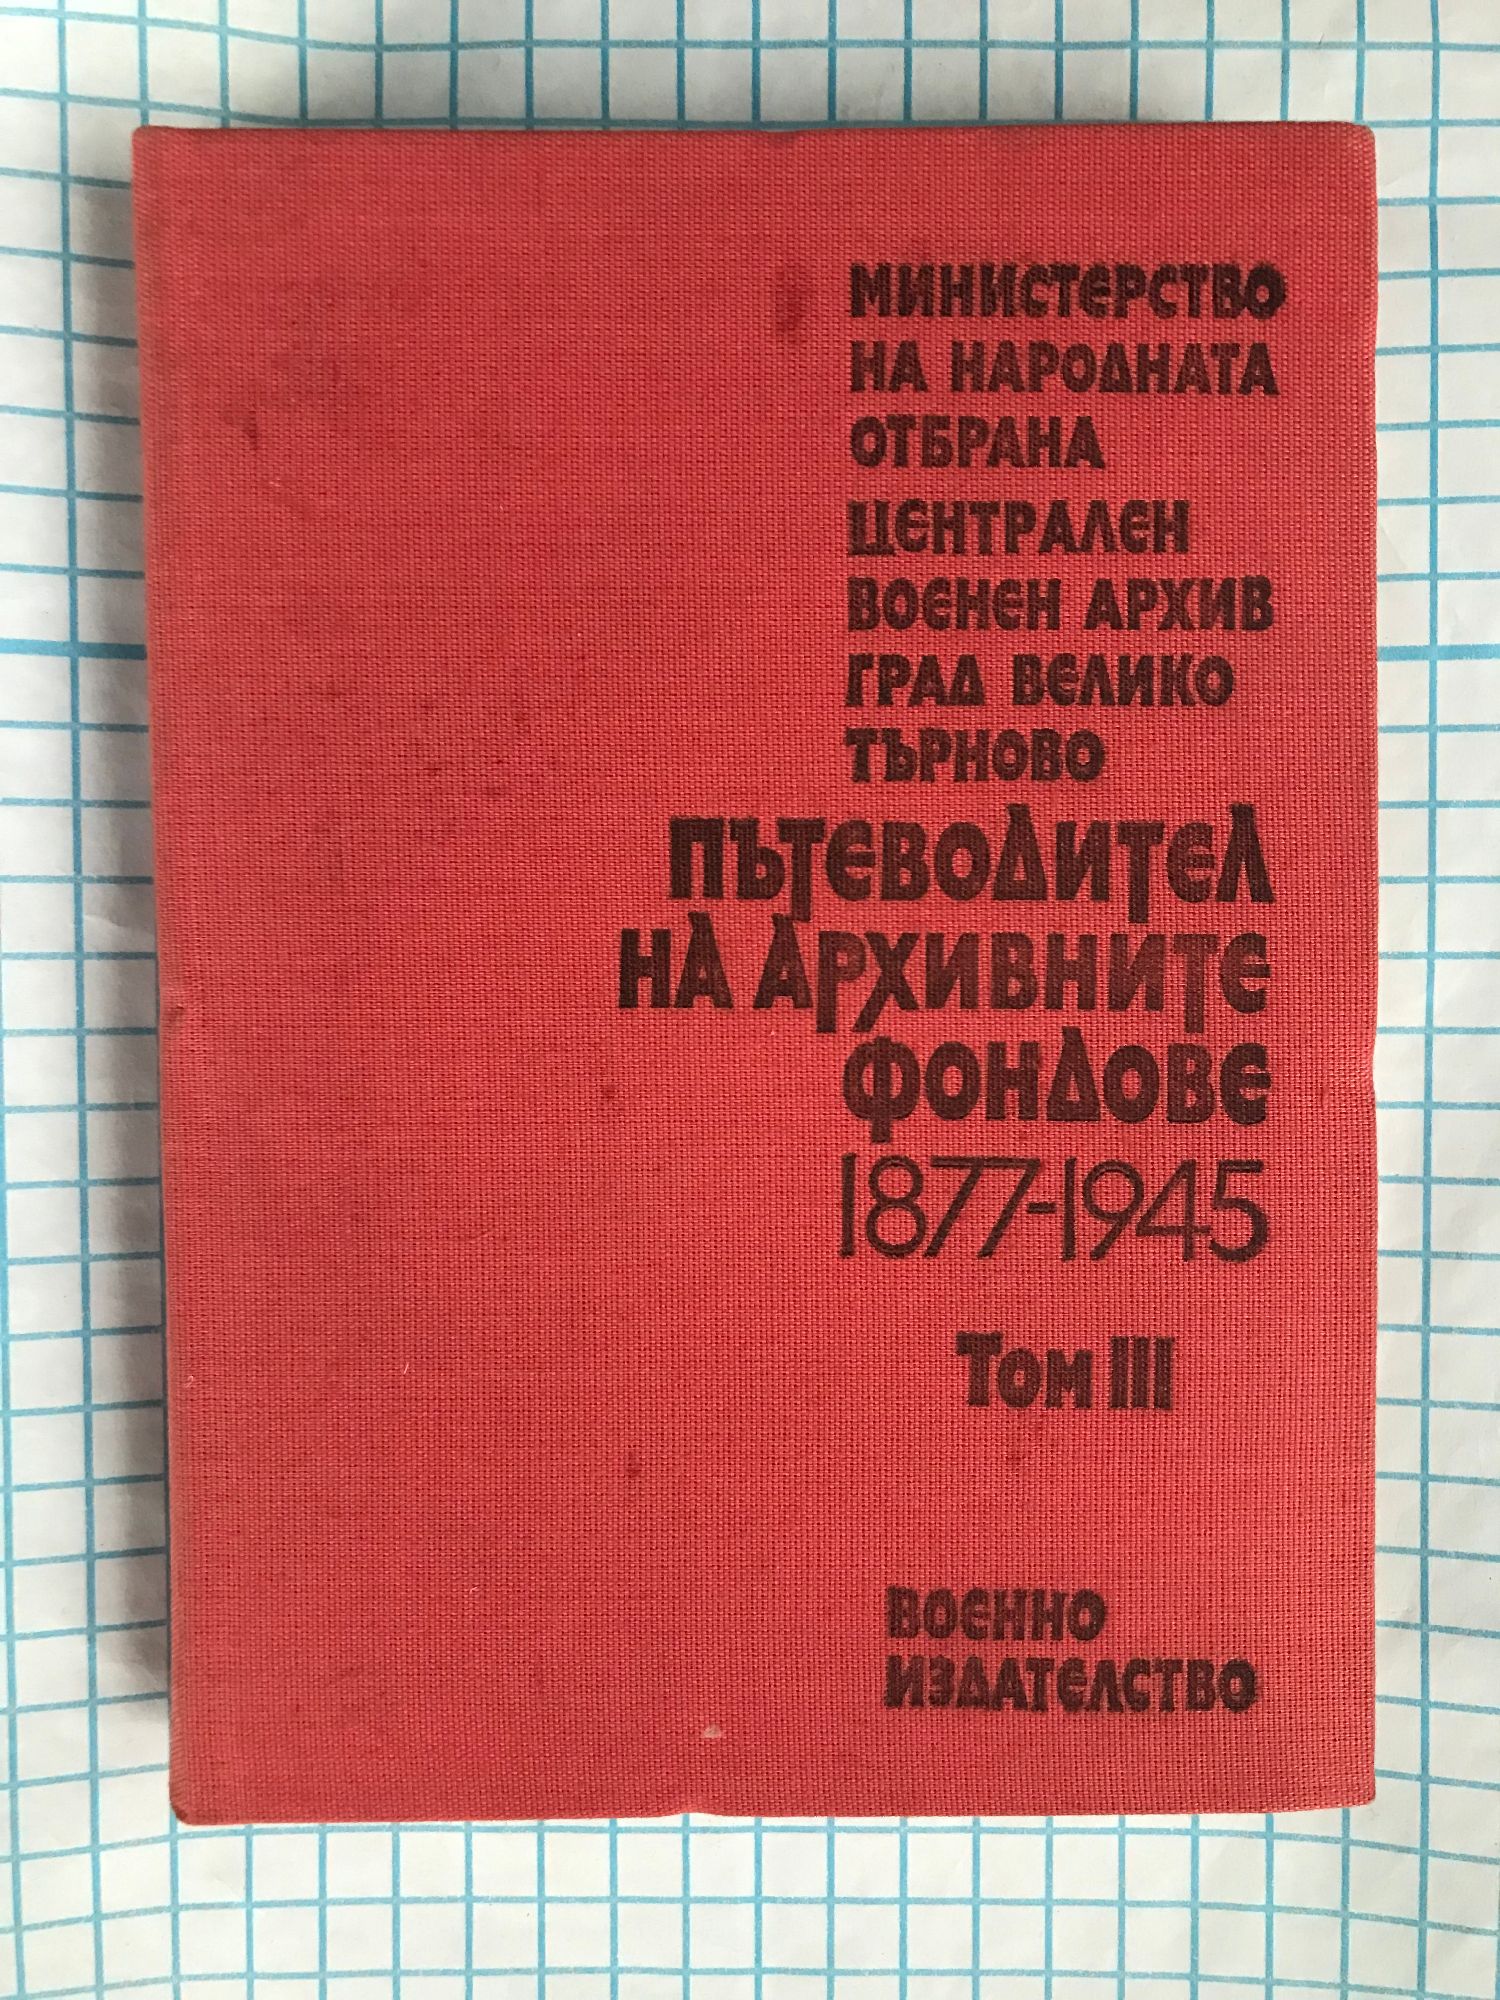 МИНИСТЕРСТВО
НА НАРОДНАТА
ОТБРАНА
ЦЕНТРАЛЕН
ВОЕНЕН АРХИВ
ГРАД ВЕЛИКО
ТЪРНОВО
ПЪТЕВОДИТЕЛ
НА АРХИВНИТЕ
ФОНДОВЕ
1877-1945
Том III
ВОЕННО
ИЗДАТЕЛСТВО